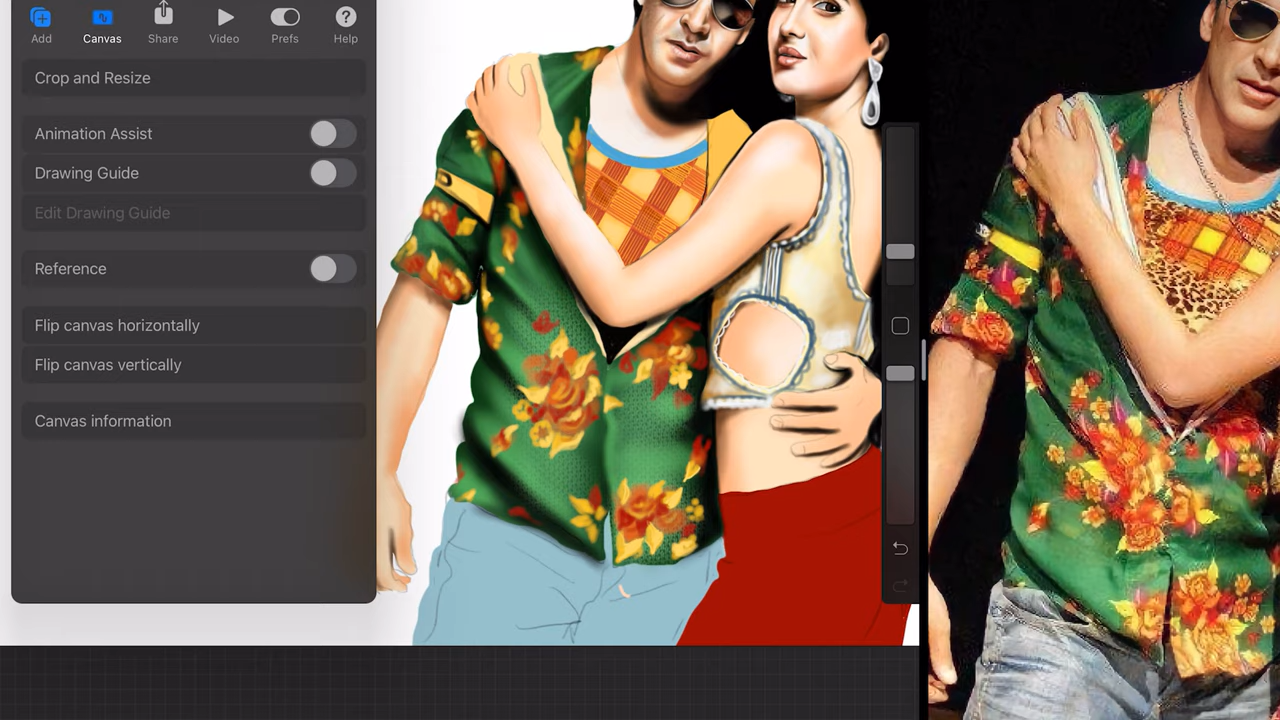 Add
Canvas
Share
Video
Prefs
Help
Crop and Resize
Animation Assist
Drawing Guide
Edit Drawing Guide
Reference
Flip canvas horizontally
Flip canvas vertically
Canvas information